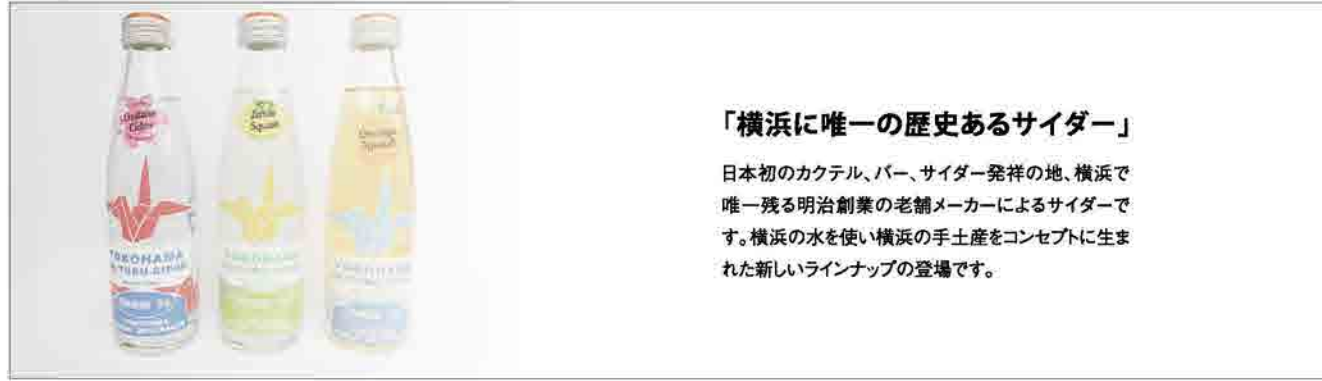 「横浜に唯一の歴史あるサイダー」
日本初のカクテル、バー、サイダー発祥の地、横浜で
唯一残る明治創業の老舗メーカーによるサイダーで
す。横浜の水を使い横浜の手土産をコンセプトに生ま
れた新しいラインナップの登場です。
YOKOHAMA
YOKOHAMA
YOKOHAMA